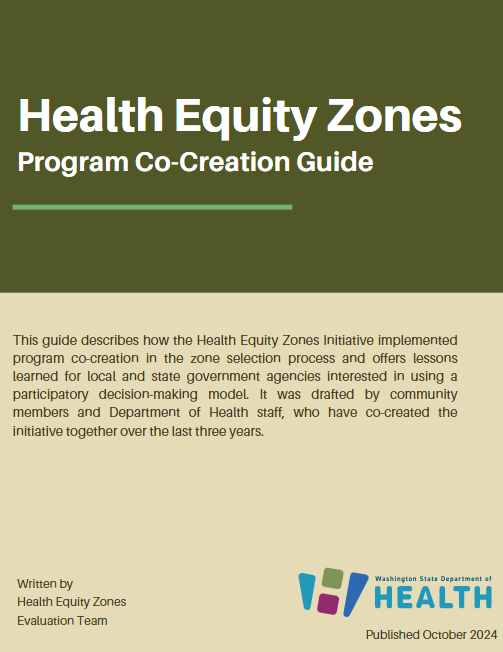 Health Equity Zones
Program Co-Creation Guide
This guide describes how the Health Equity Zones Initiative implemented
program co-creation in the zone selection process and offers lessons
learned for local and state government agencies interested in using a
participatory decision-making model. It was drafted by community
members and Department of Health staff, who have co-created the
initiative together over the last three years.
Written by
Health Equity Zones
Evaluation Team
Washington State Department of
HEALTH
Published October 2024